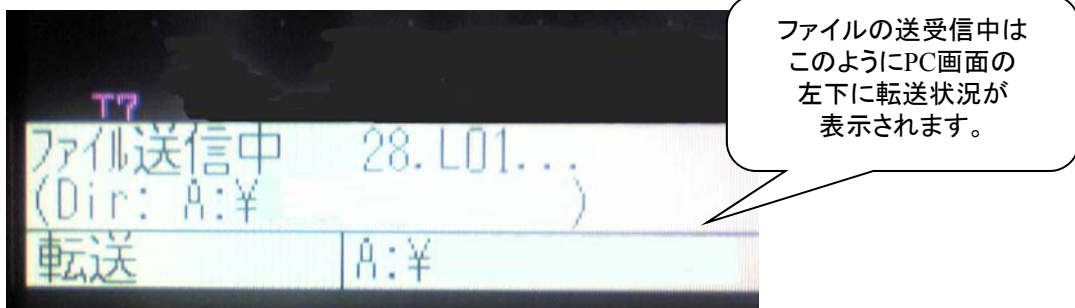 ファイルの送受信中は
このようにPC画面の
左下に転送状況が
表示されます。
T7
ファイル送信中 28.L01...
(Dir: A:¥ )
転送 A:¥